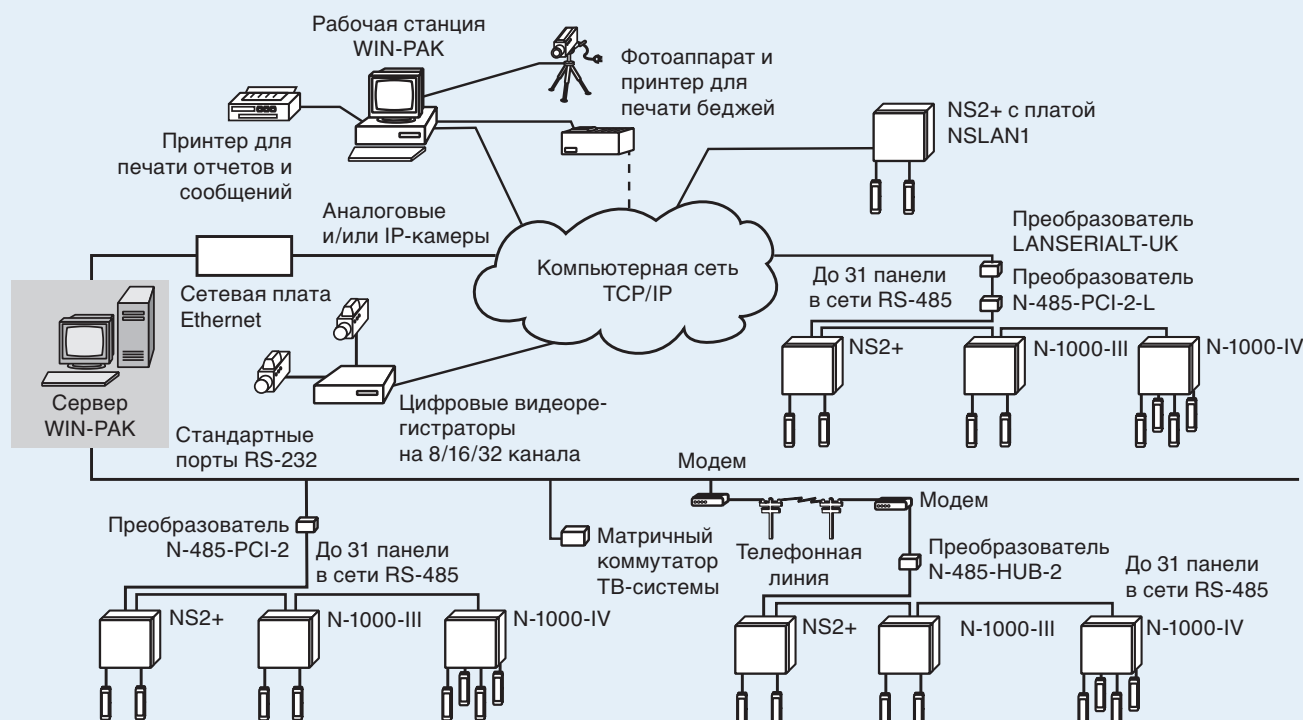 Рабочая станция
WIN-PAK
Фотоаппарат и
принтер для
печати беджей
NS2+ с платой
NSLAN1
Принтер для
печати отчетов и
сообщений
Аналоговые
и/или IP-камеры
Преобразователь
LANSERIALT-UK
Компьютерная сеть
TCP/IP
До 31 панели
в сети RS-485
Преобразователь
N-485-PCI-2-L
Сетевая плата
Ethernet
NS2+
N-1000-III
N-1000-IV
Сервер
WIN-PAK
Цифровые видеоре-
гистраторы
на 8/16/32 канала
Стандартные
порты RS-232
Модем
Модем
Преобразователь
N-485-PCI-2
До 31 панели
в сети RS-485
Матричный
коммутатор
ТВ-системы
Телефонная
линия
Преобразователь
N-485-HUB-2
До 31 панели
в сети RS-485
NS2+
N-1000-III
N-1000-IV
NS2+
N-1000-III
N-1000-IV